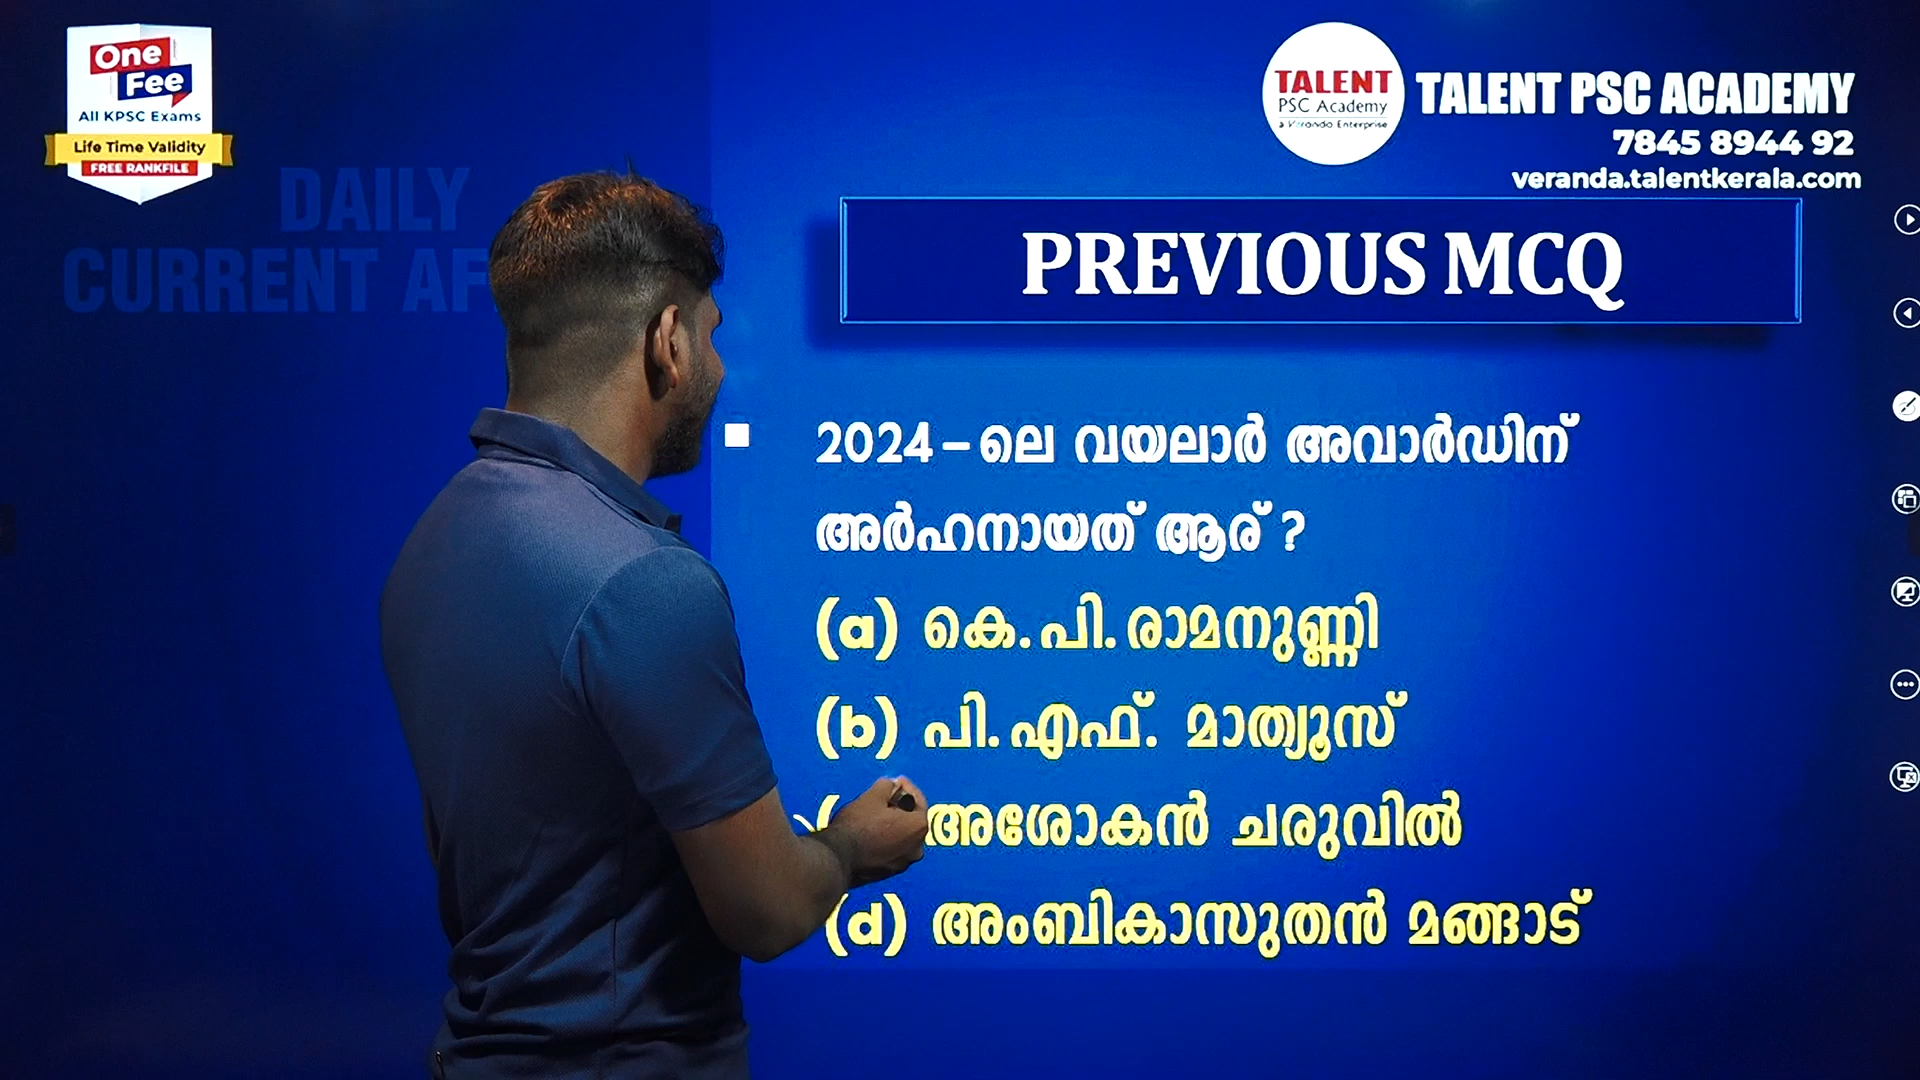 One
Fee
All KPSC Exams
Life Time Validity
FREE RANKFILE
TALENT
PSC Academy
a Veranda Enterprise
TALENT PSC ACADEMY
7845 8944 92
veranda.talentkerala.com
DAILY
CURRENT AF
PREVIOUS MCQ
2024-ലെ വയലാർ അവാർഡിന്
അർഹനായത് ആര് ?
(a) കെ.പി.രാമനുണ്ണി
(b) പി.എഫ്. മാത്യൂസ്
( അശോകൻ ചരുവിൽ
(d) അംബികാസുതൻ മങ്ങാട്